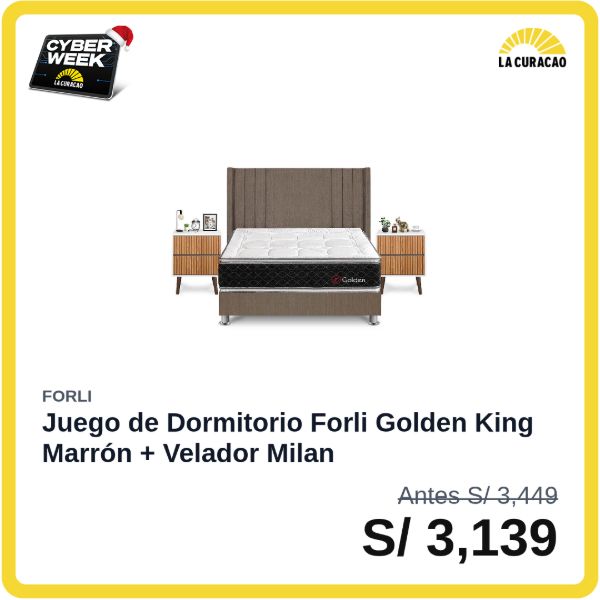 CYBER
WEEK
LA CURACAO
LA CURACAO
Golden
FORLI
Juego de Dormitorio Forli Golden King
Marrón + Velador Milan
Antes S/ 3,449
S/ 3,139